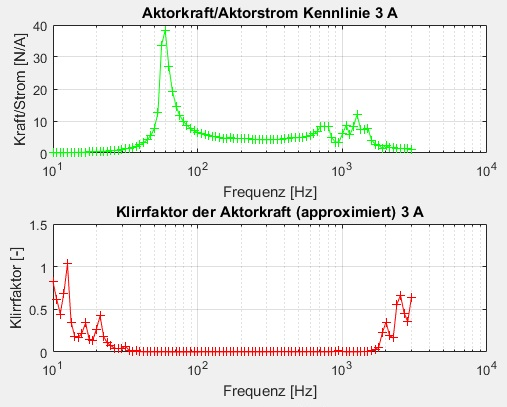 Aktorkraft/Aktorstrom Kennlinie 3 A
Kraft/Strom [N/A]
40
30
20
10
0
10^1
10^2
10^3
10^4
Frequenz [Hz]
Klirrfaktor der Aktorkraft (approximiert) 3 A
Klirrfaktor [-]
1.5
1
0.5
0
10^1
10^2
10^3
10^4
Frequenz [Hz]